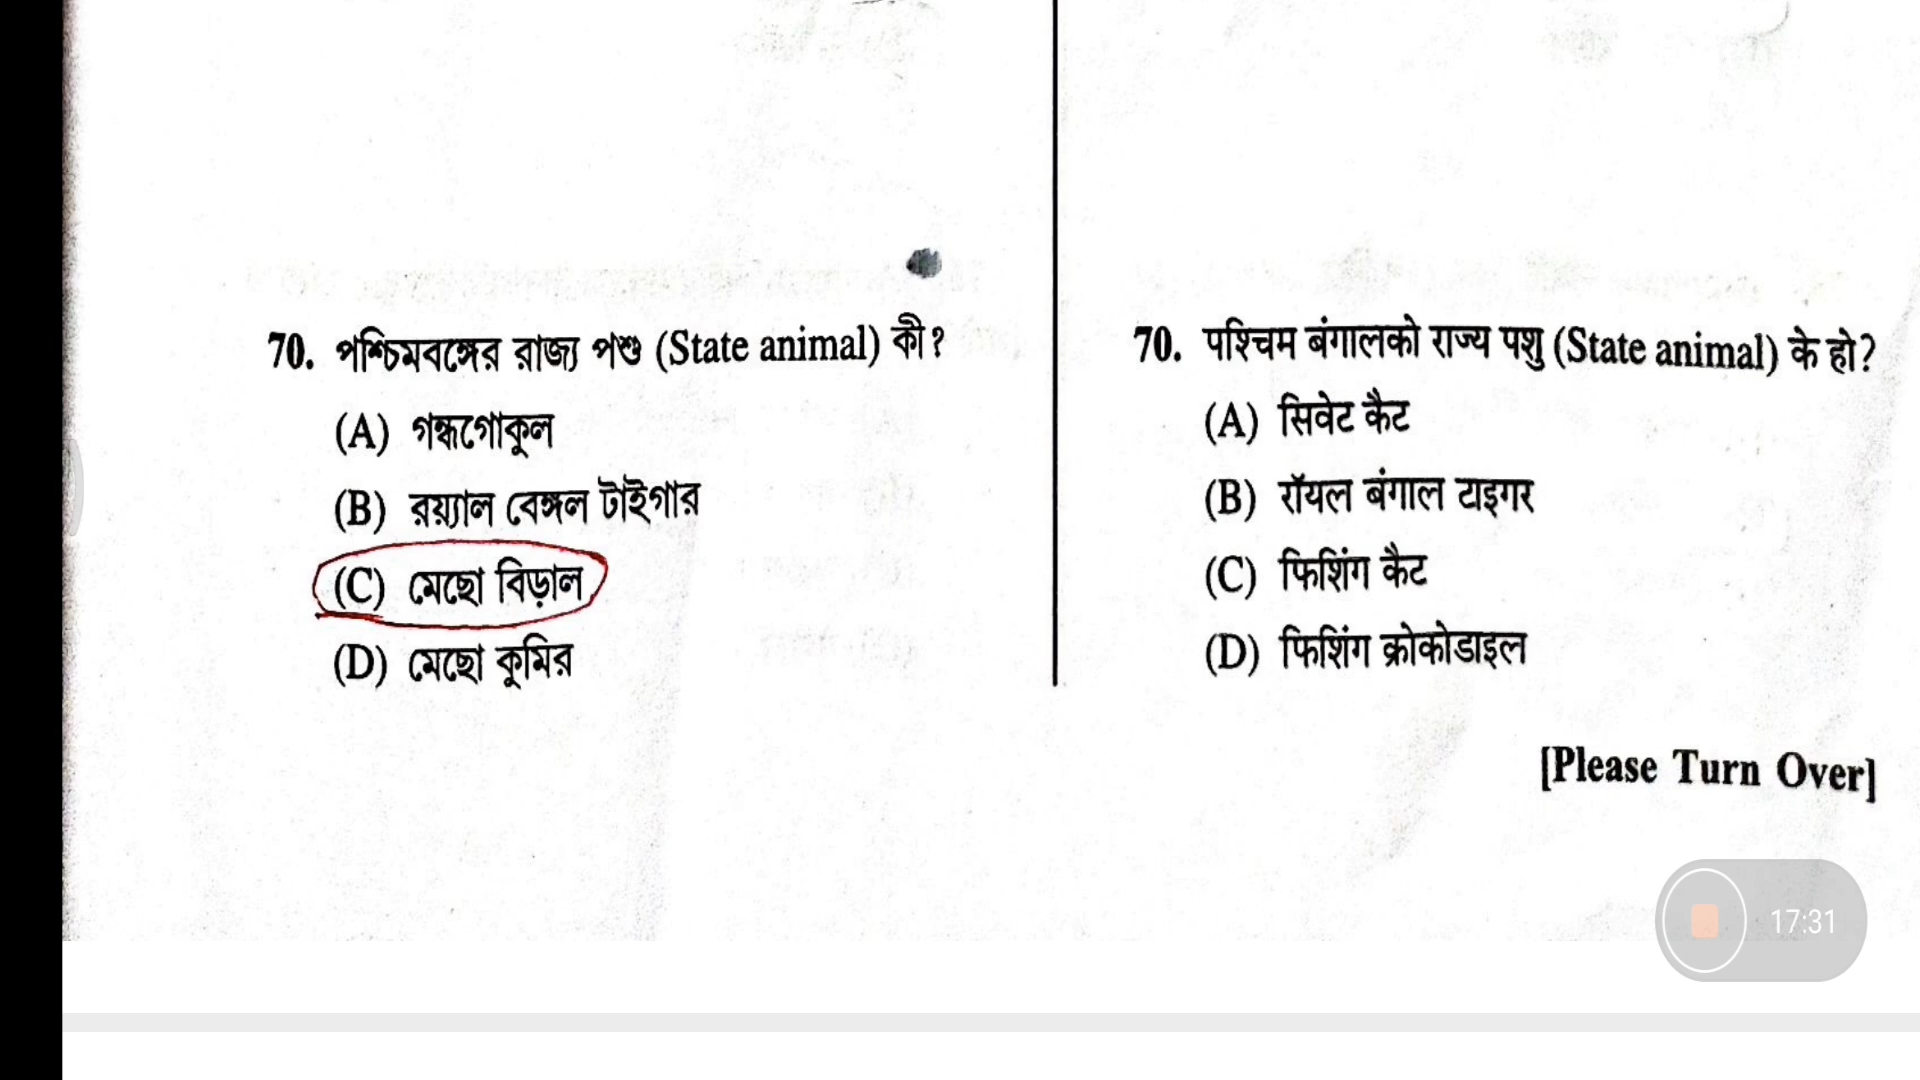 70. পশ্চিমবঙ্গের রাজ্য পশু (State animal) কী?
(A) গন্ধগোকুল
(B) রয়্যাল বেঙ্গল টাইগার
(C) মেছো বিড়াল
(D) মেছো কুমির
70. पश्चिम बंगालको राज्य पशु (State animal) के हो?
(A) सिवेट कैट
(B) रॉयल बंगाल टाइगर
(C) फिशिंग कैट
(D) फिशिंग क्रोकोडाइल
[Please Turn Over]
17:31